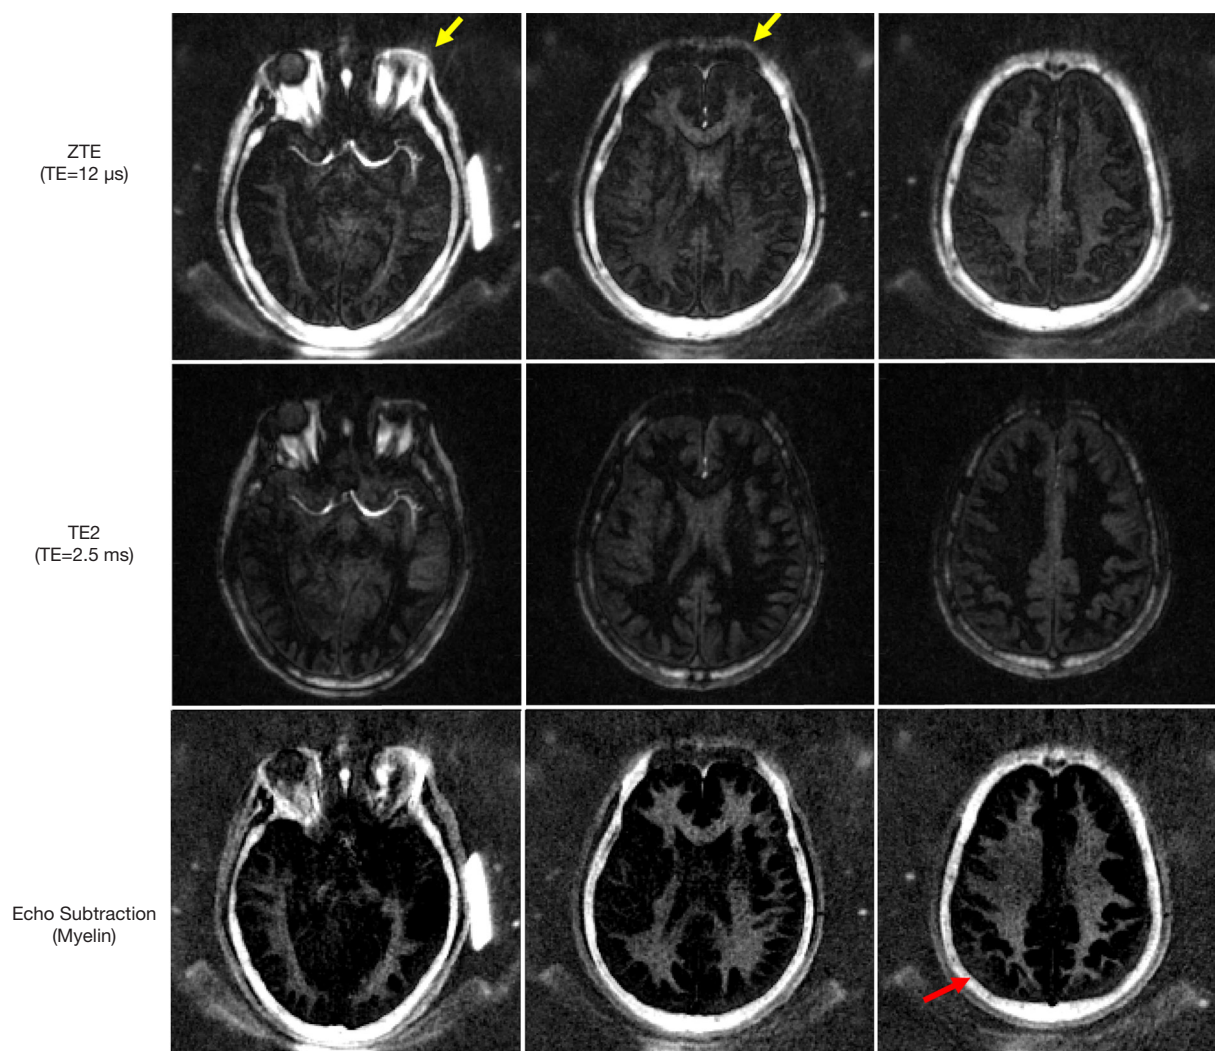 ZTE
(TE=12 µs)
TE2
(TE=2.5 ms)
Echo Subtraction
(Myelin)